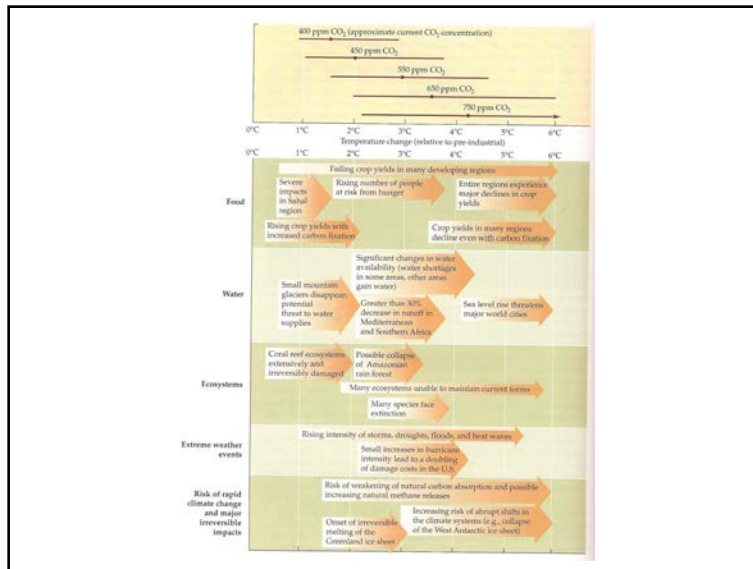 400 ppm CO2 (approximate current CO2 concentration)
450 ppm CO2
550 ppm CO2
650 ppm CO2
750 ppm CO2
0°C 1°C 2°C 3°C 4°C 5°C 6°C
Temperature change (relative to pre-industrial)
0°C 1°C 2°C 3°C 4°C 5°C 6°C
Food
Failing crop yields in many developing regions
Severe
impacts
in Sahal
region
Rising number of people
at risk from hunger
Entire regions experience
major declines in crop
yields
Rising crop yields with
increased carbon fixation
Crop yields in many regions
decline even with carbon fixation
Water
Significant changes in water
availability (water shortages
in some areas, other areas
gain water)
Small mountain
glaciers disappear;
potential
threat to water
supplies
Greater than 30%
decrease in runoff in
Mediterranean
and Southern Africa
Sea level rise threatens
major world cities
Ecosystems
Coral reef ecosystems
extensively and
irreversibly damaged
Possible collapse
of Amazonian
rain forest
Many ecosystems unable to maintain current forms
Many species face
extinction
Extreme weather
events
Rising intensity of storms, droughts, floods, and heat waves
Small increases in hurricane
intensity lead to a doubling
of damage costs in the U.S.
Risk of rapid
climate change
and major
irreversible
impacts
Risk of weakening of natural carbon absorption and possible
increasing natural methane releases
Onset of irreversible
melting of the
Greenland ice sheet
Increasing risk of abrupt shifts in
the climate systems (e.g., collapse
of the West Antarctic ice sheet)